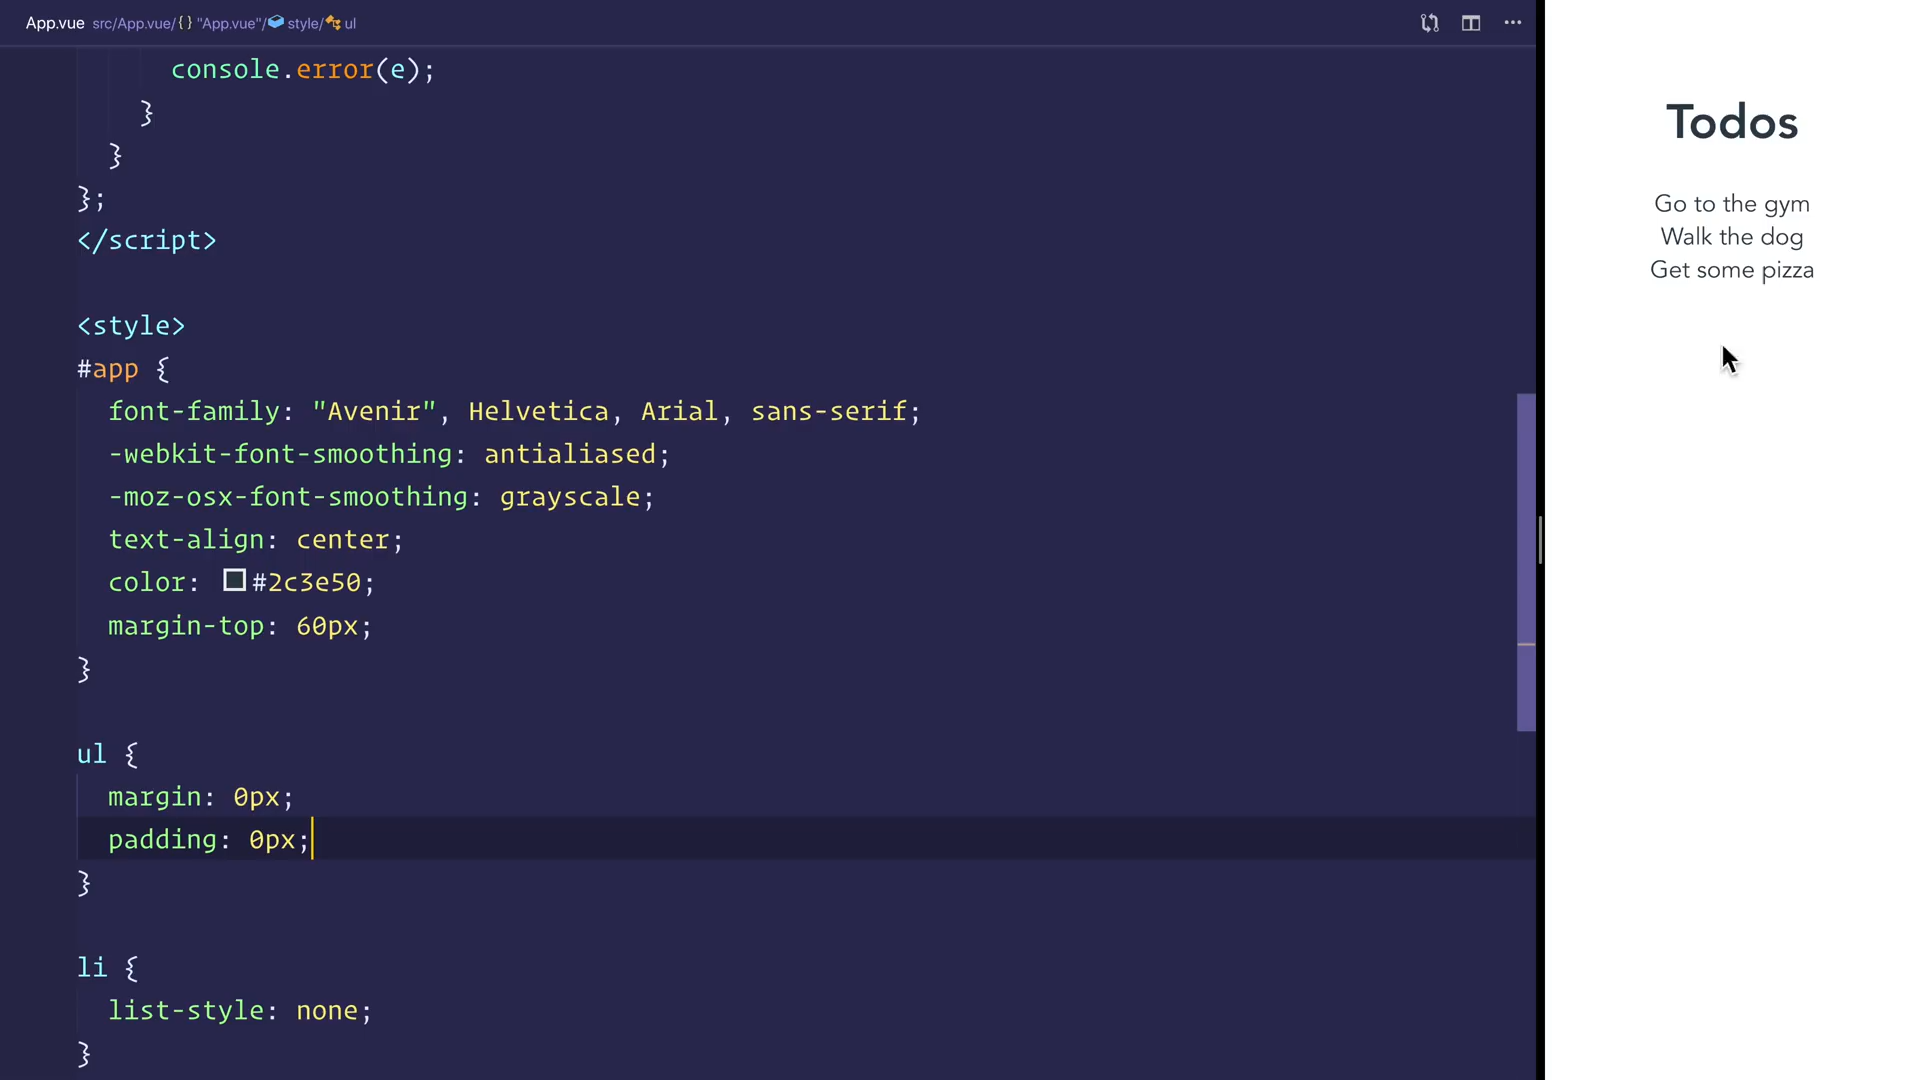 App.vue src/App.vue/{ } "App.vue"/style/ul
console.error(e);
}
}
};
</script>
<style>
#app {
font-family: "Avenir", Helvetica, Arial, sans-serif;
-webkit-font-smoothing: antialiased;
-moz-osx-font-smoothing: grayscale;
text-align: center;
color: #2c3e50;
margin-top: 60px;
}
ul {
margin: 0px;
padding: 0px;
}
li {
list-style: none;
}
Todos
Go to the gym
Walk the dog
Get some pizza